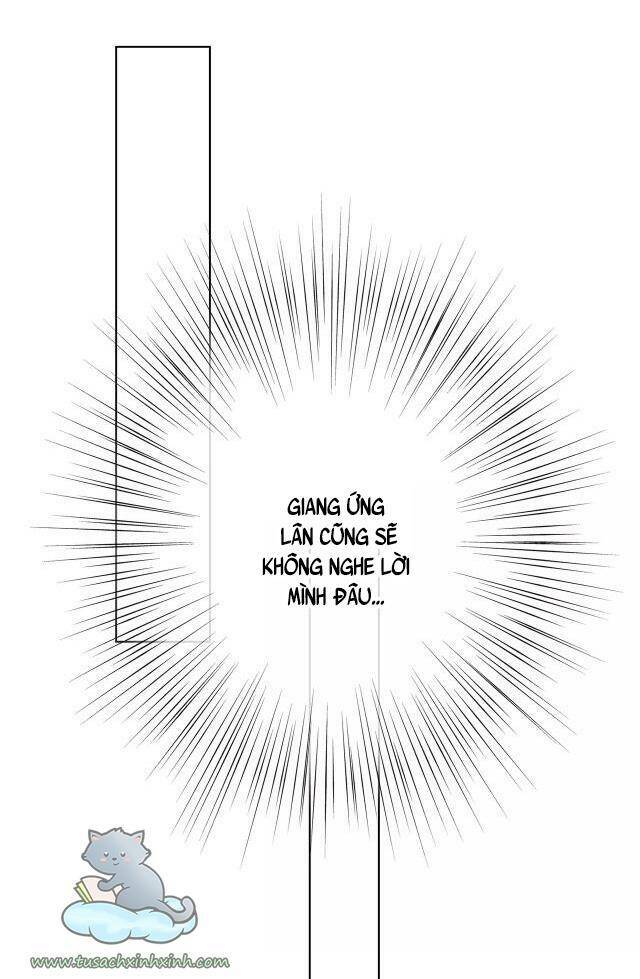 GIANG ỨNG
LÂN CŨNG SẼ
KHÔNG NGHE LỜI
MÌNH ĐÂU...
www.tusachxinhxinh.com